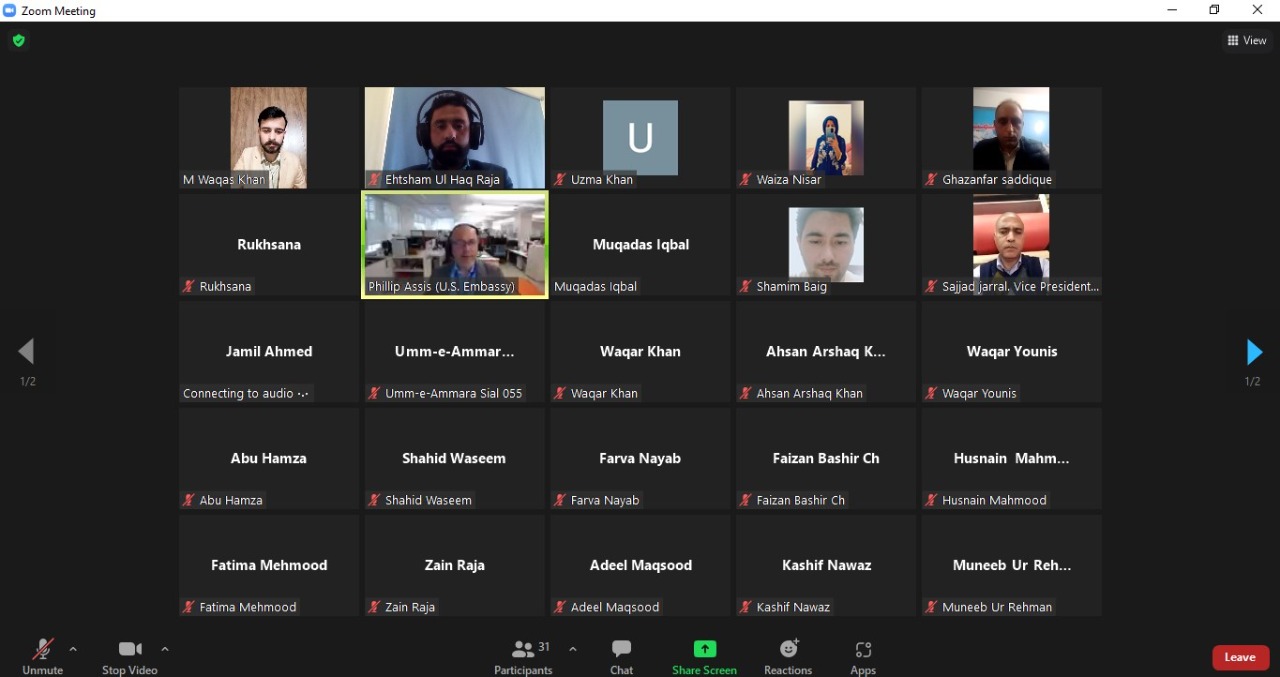 Zoom Meeting
View
M Waqas Khan
Ehtsham Ul Haq Raja
U
Uzma Khan
Waiza Nisar
Ghazanfar saddique
Rukhsana
Rukhsana
Phillip Assis (U.S. Embassy)
Muqadas Iqbal
Muqadas Iqbal
Shamim Baig
Sajjad jarral. Vice President...
Jamil Ahmed
Connecting to audio
Umm-e-Ammar...
Umm-e-Ammara Sial 055
Waqar Khan
Waqar Khan
Ahsan Arshaq K...
Ahsan Arshaq Khan
Waqar Younis
Waqar Younis
1/2
1/2
Abu Hamza
Abu Hamza
Shahid Waseem
Shahid Waseem
Farva Nayab
Farva Nayab
Faizan Bashir Ch
Faizan Bashir Ch
Husnain Mahm...
Husnain Mahmood
Fatima Mehmood
Fatima Mehmood
Zain Raja
Zain Raja
Adeel Maqsood
Adeel Maqsood
Kashif Nawaz
Kashif Nawaz
Muneeb Ur Reh...
Muneeb Ur Rehman
Unmute
Stop Video
31
Participants
Chat
Share Screen
Reactions
Apps
Leave